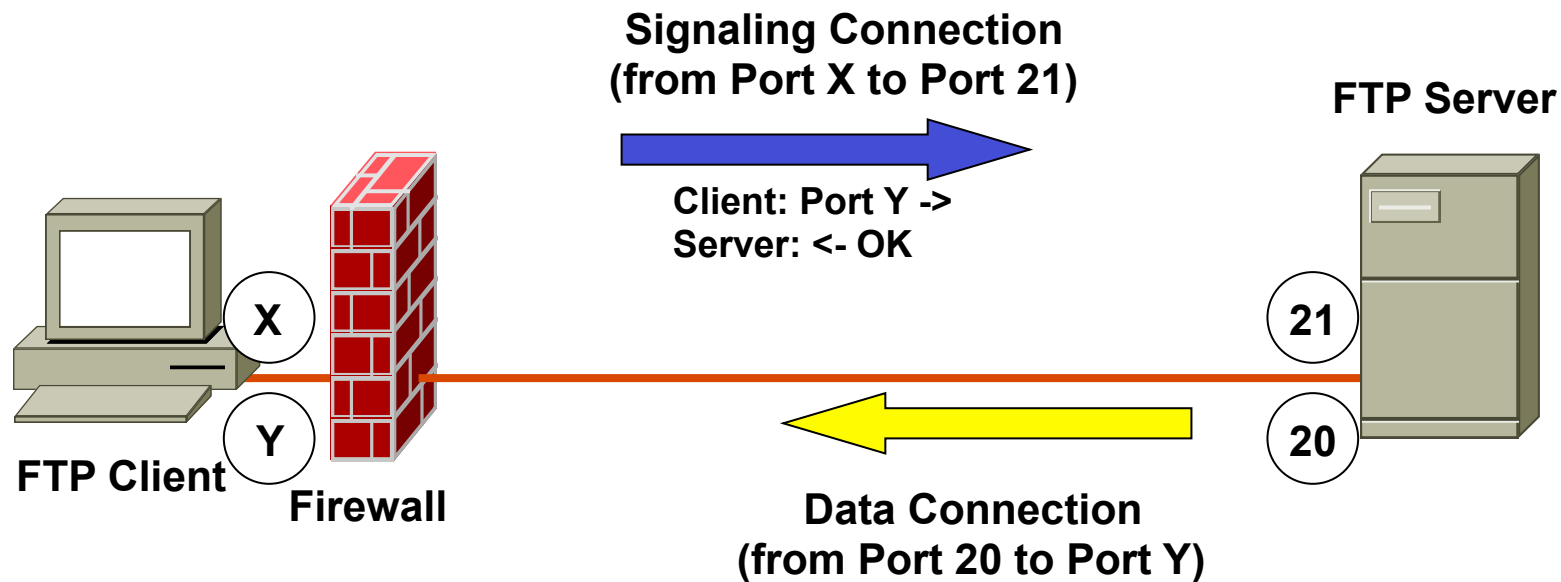 Signaling Connection
(from Port X to Port 21)
FTP Server
Client: Port Y ->
Server: <- OK
X
21
Y
20
FTP Client
Firewall
Data Connection
(from Port 20 to Port Y)